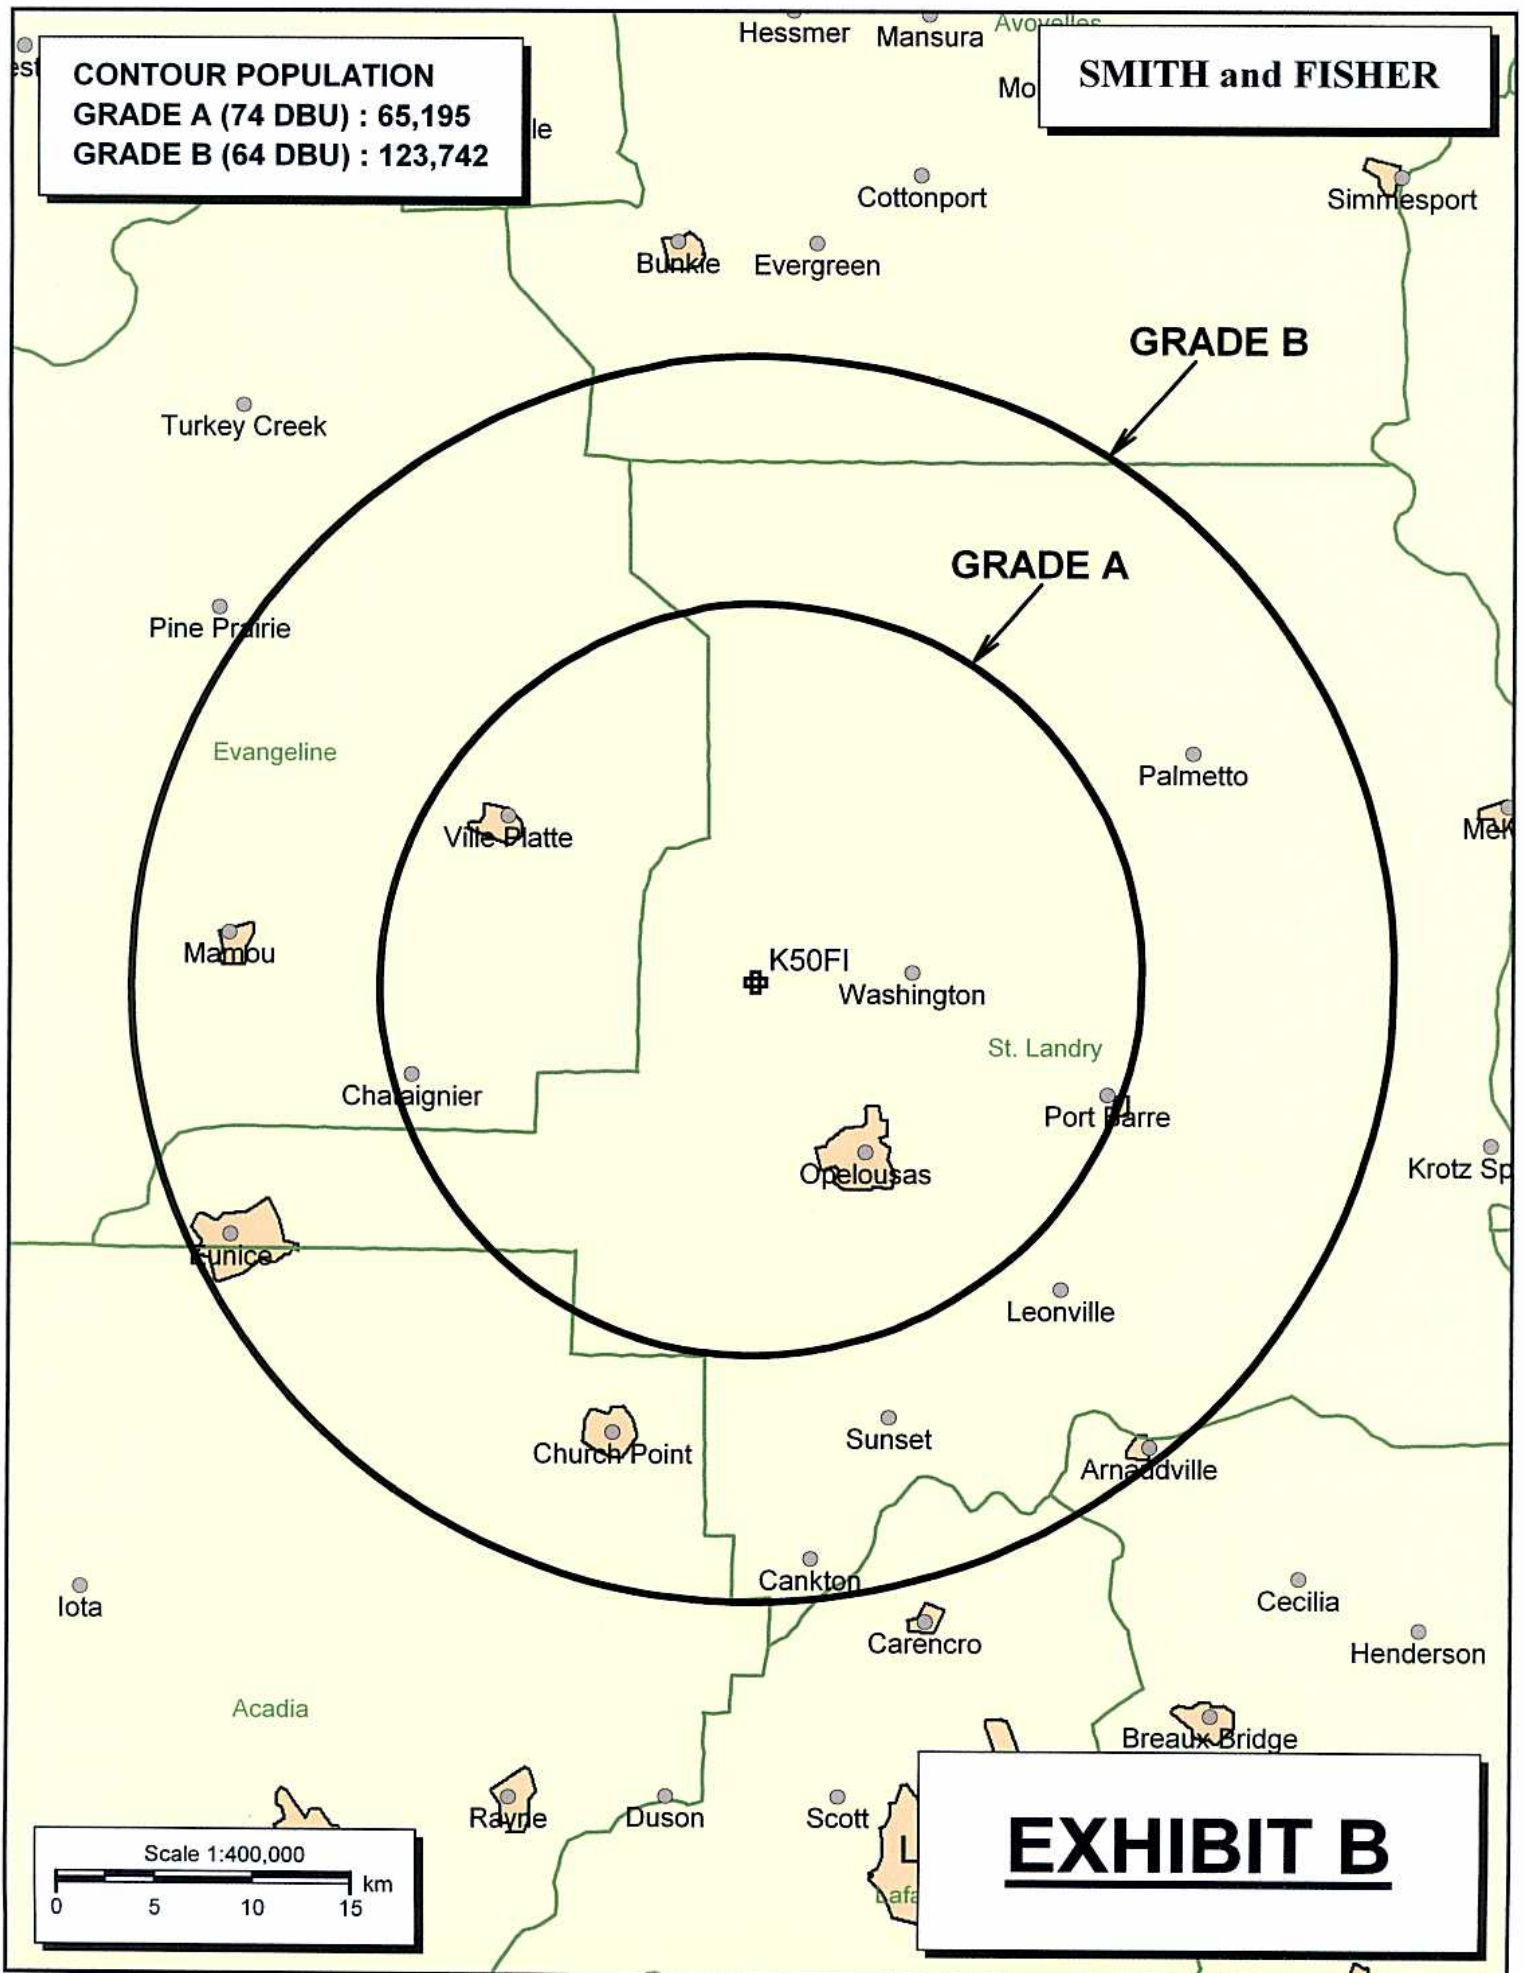 Hessmer
Mansura
Avoyelles
CONTOUR POPULATION
GRADE A (74 DBU) : 65,195
GRADE B (64 DBU) : 123,742
SMITH and FISHER
Cottonport
Simmesport
Bunkie
Evergreen
GRADE B
Turkey Creek
GRADE A
Pine Prairie
Evangeline
Palmetto
Ville Platte
Mamou
K50FI
Washington
St. Landry
Chataignier
Port Barre
Opelousas
Krotz Sp
Eunice
Leonville
Church Point
Sunset
Arnaudville
Cankton
Iota
Cecilia
Carencro
Henderson
Acadia
Breaux Bridge
Rayne
Duson
Scott
L
Lafa
EXHIBIT B
Scale 1:400,000
km
0 5 10 15